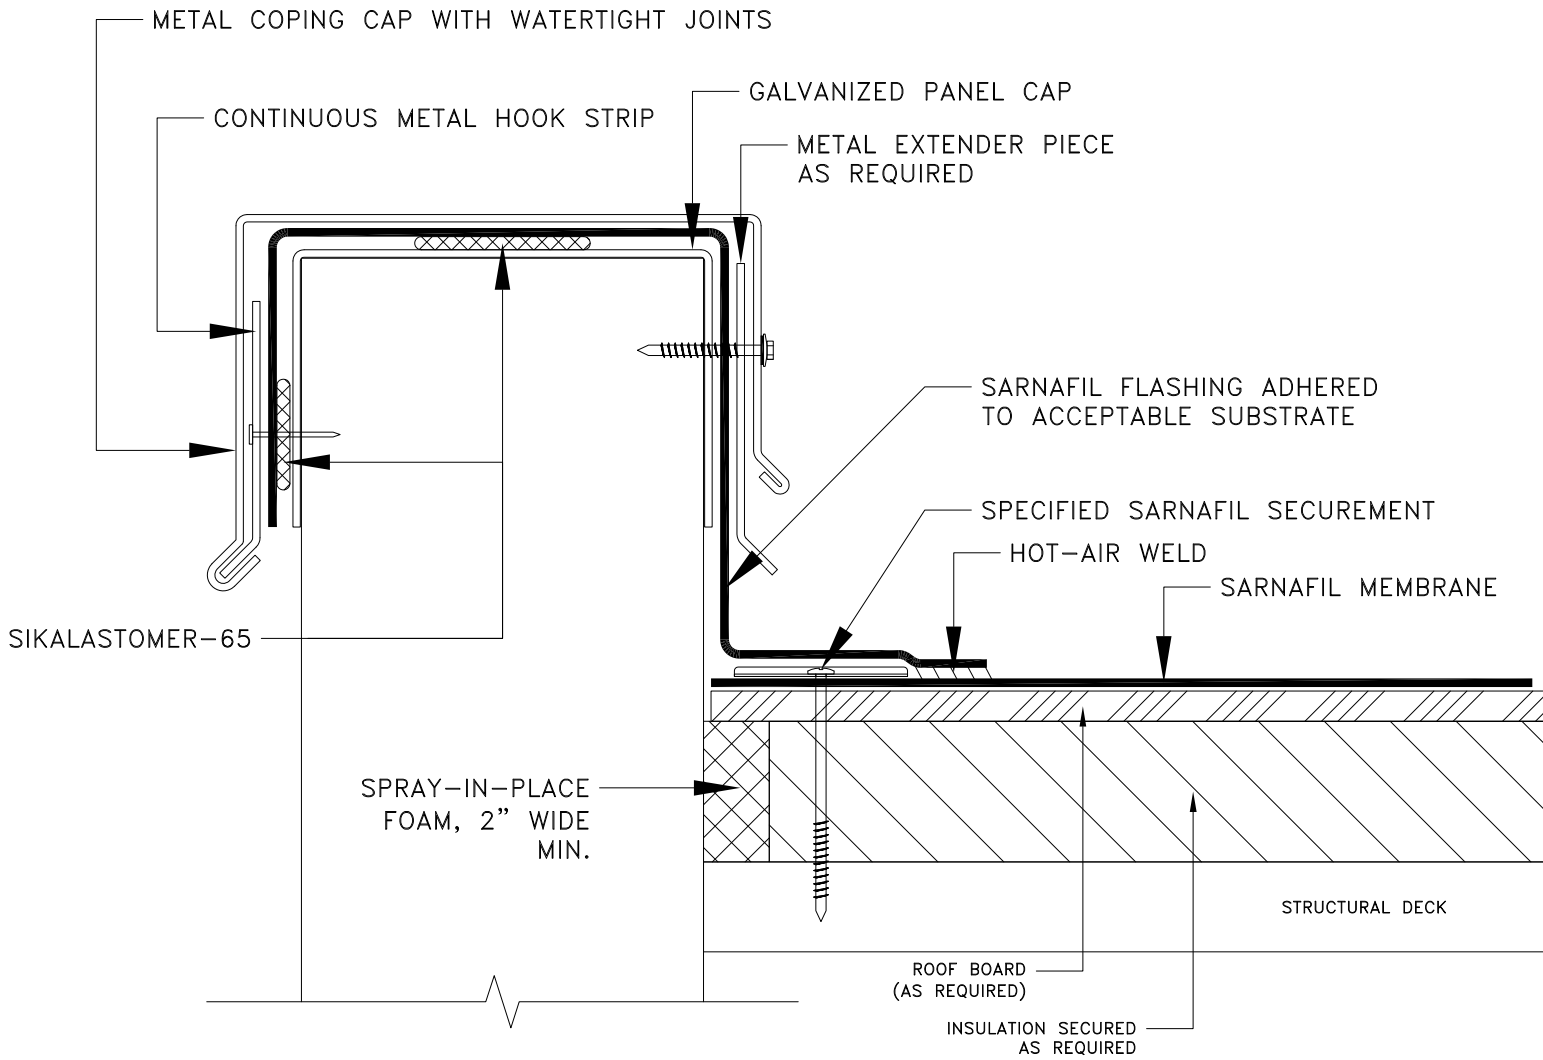 METAL COPING CAP WITH WATERTIGHT JOINTS
GALVANIZED PANEL CAP
CONTINUOUS METAL HOOK STRIP
METAL EXTENDER PIECE
AS REQUIRED
SARNAFIL FLASHING ADHERED
TO ACCEPTABLE SUBSTRATE
SPECIFIED SARNAFIL SECUREMENT
HOT-AIR WELD
SARNAFIL MEMBRANE
SIKALASTOMER-65
SPRAY-IN-PLACE
FOAM, 2” WIDE
MIN.
STRUCTURAL DECK
ROOF BOARD
(AS REQUIRED)
INSULATION SECURED
AS REQUIRED